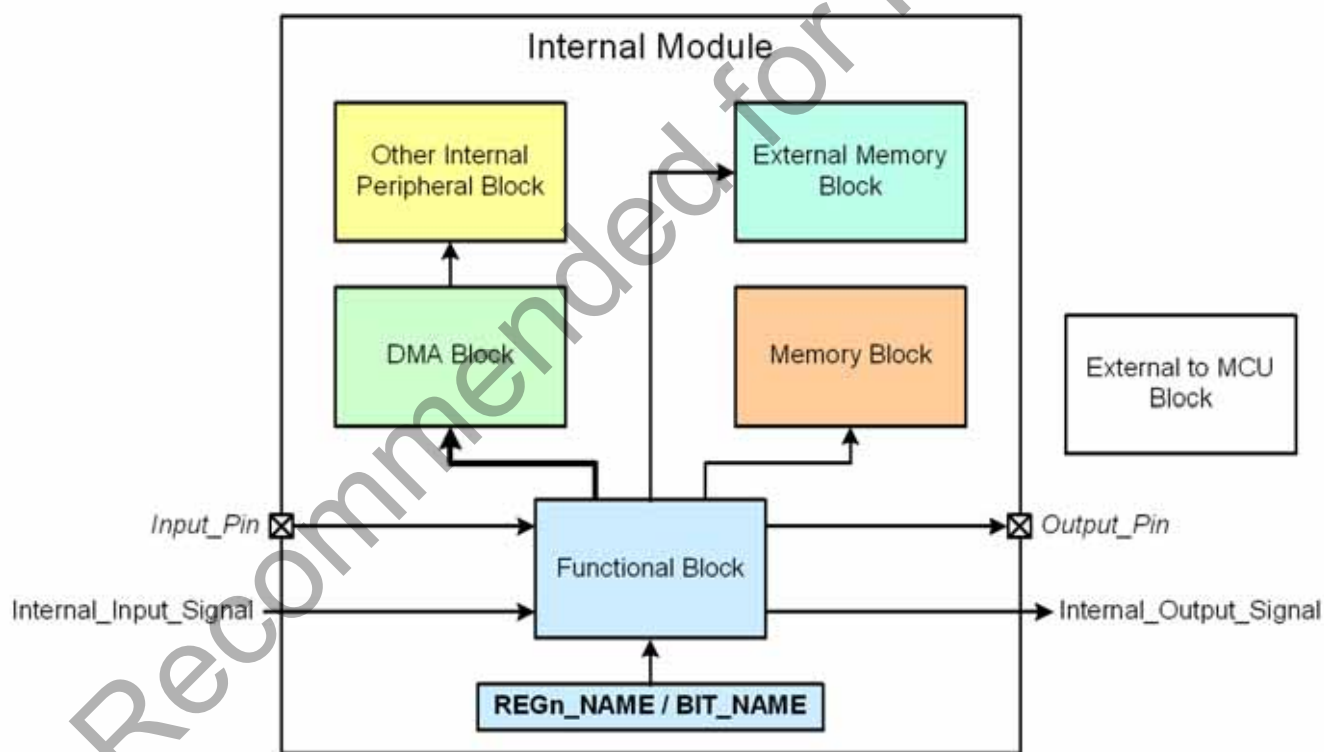 Internal Module
Other Internal
Peripheral Block
External Memory
Block
DMA Block
Memory Block
External to MCU
Block
Input_Pin
Output_Pin
Functional Block
Internal_Input_Signal
Internal_Output_Signal
REGn_NAME / BIT_NAME
Recommended for